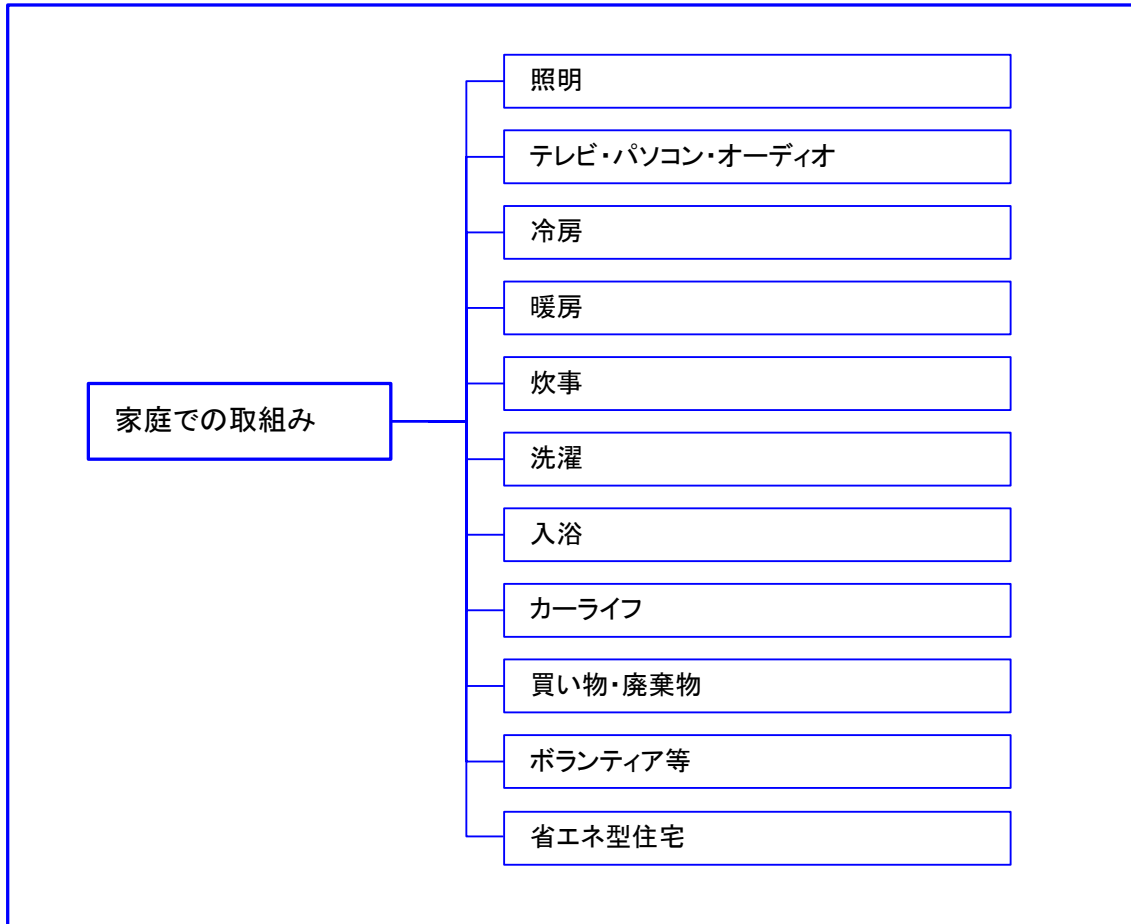 照明
テレビ・パソコン・オーディオ
冷房
暖房
炊事
家庭での取組み
洗濯
入浴
カーライフ
買い物・廃棄物
ボランティア等
省エネ型住宅